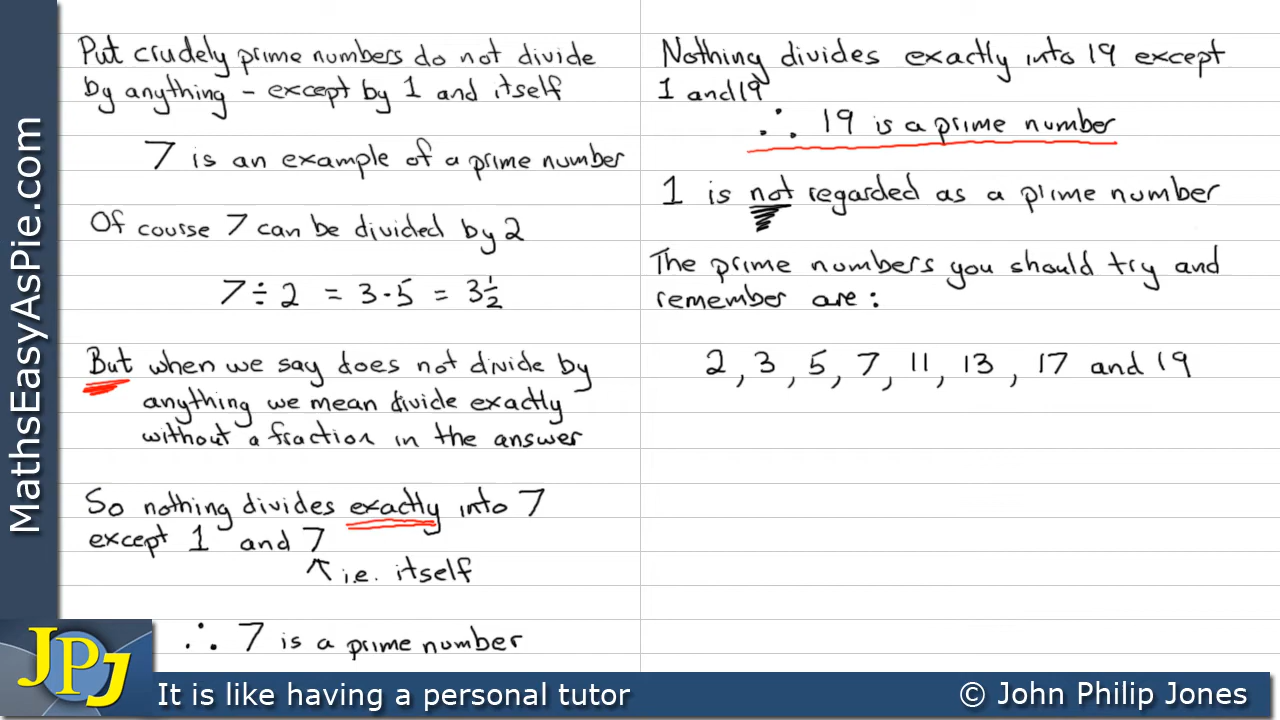 Put crudely prime numbers do not divide
by anything - except by 1 and itself
7 is an example of a prime number
Of course 7 can be divided by 2
7 ÷ 2 = 3·5 = 3½
But when we say does not divide by
anything we mean divide exactly
without a fraction in the answer
So nothing divides exactly into 7
except 1 and 7
i.e. itself
∴ 7 is a prime number
Nothing divides exactly into 19 except
1 and 19
∴ 19 is a prime number
1 is not regarded as a prime number
The prime numbers you should try and
remember are:
2, 3, 5, 7, 11, 13, 17 and 19
MathsEasyAsPie.com
JPJ
It is like having a personal tutor
© John Philip Jones